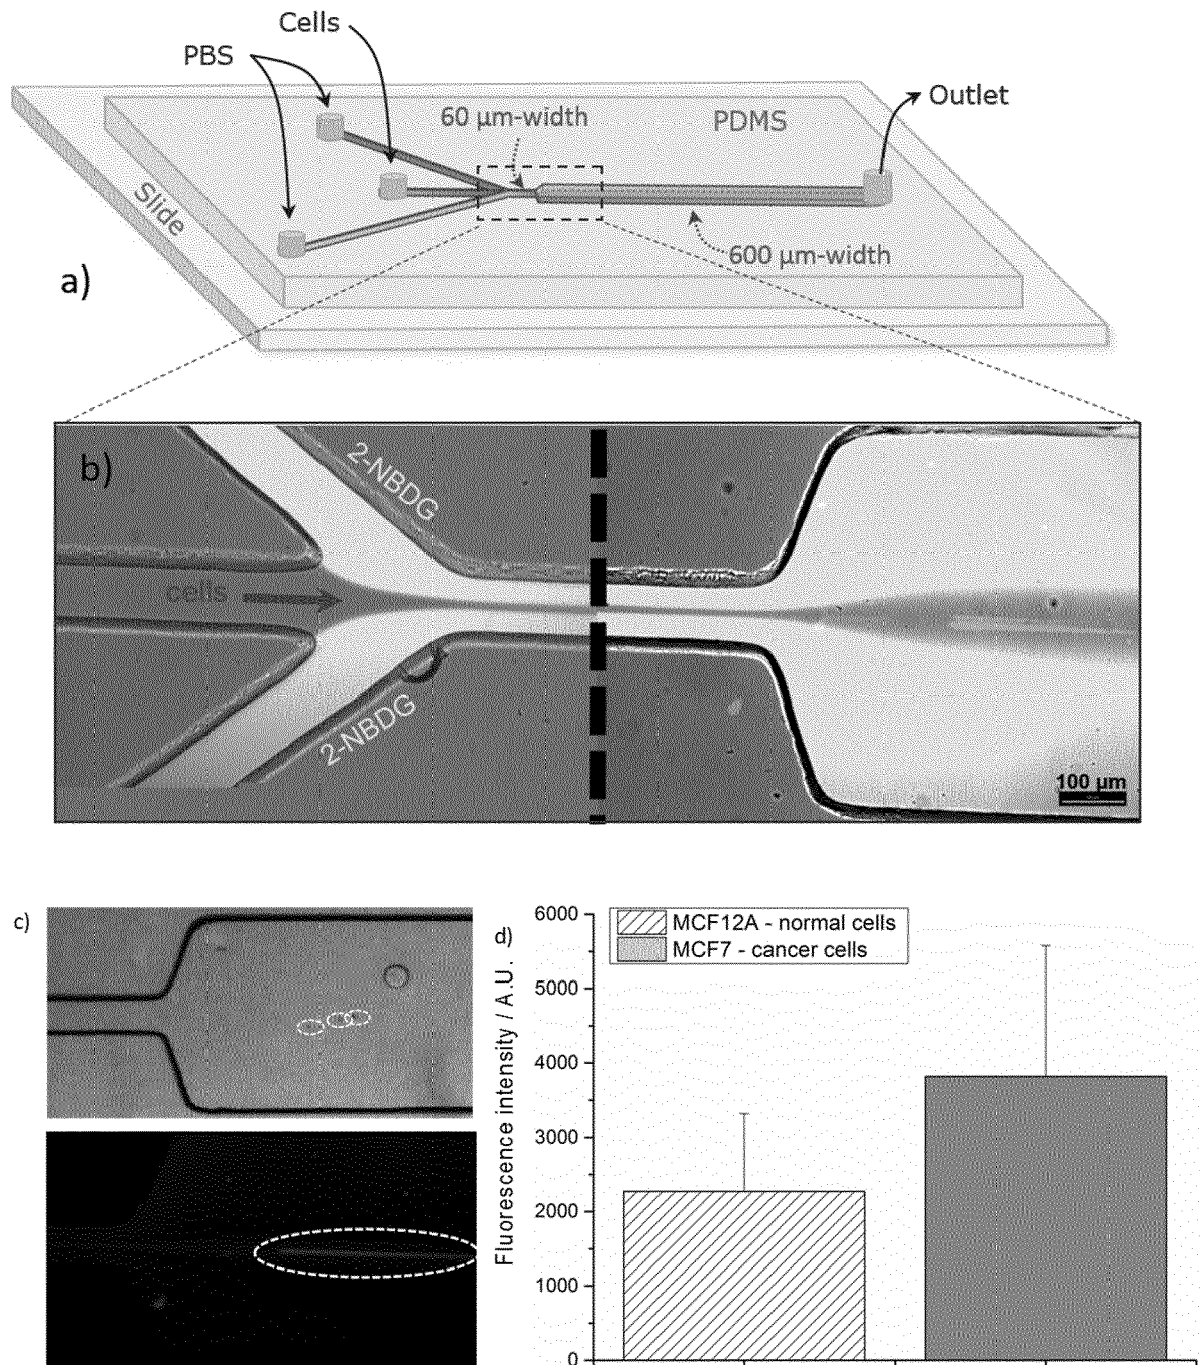 Cells
PBS
60 µm-width
PDMS
Outlet
Slide
600 µm-width
a)
b)
2-NBDG
cells
2-NBDG
100 µm
c)
d)
6000
5000
4000
3000
2000
1000
0
Fluorescence intensity / A.U.
MCF12A - normal cells
MCF7 - cancer cells